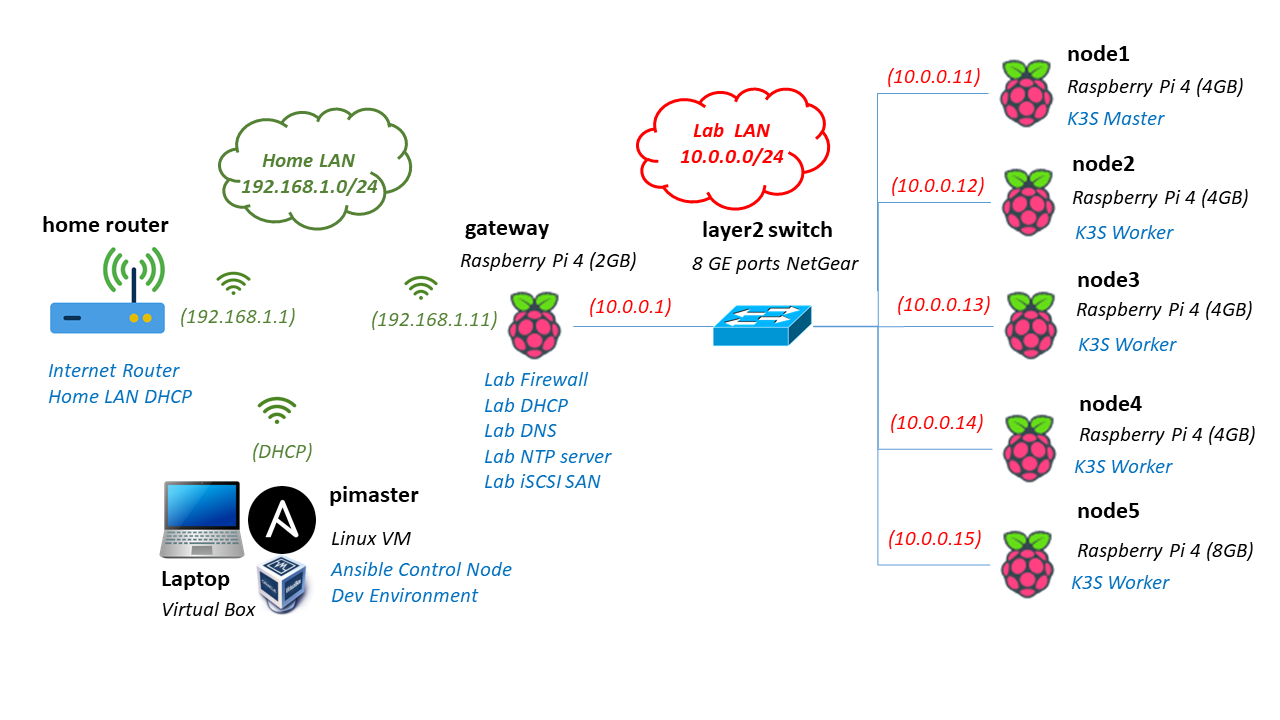 Home LAN
192.168.1.0/24
Lab LAN
10.0.0.0/24
home router
(192.168.1.1)
Internet Router
Home LAN DHCP
(DHCP)
Laptop
Virtual Box
pimaster
Linux VM
Ansible Control Node
Dev Environment
gateway
Raspberry Pi 4 (2GB)
(192.168.1.11)
(10.0.0.1)
Lab Firewall
Lab DHCP
Lab DNS
Lab NTP server
Lab iSCSI SAN
layer2 switch
8 GE ports NetGear
(10.0.0.11)
node1
Raspberry Pi 4 (4GB)
K3S Master
(10.0.0.12)
node2
Raspberry Pi 4 (4GB)
K3S Worker
(10.0.0.13)
node3
Raspberry Pi 4 (4GB)
K3S Worker
(10.0.0.14)
node4
Raspberry Pi 4 (4GB)
K3S Worker
(10.0.0.15)
node5
Raspberry Pi 4 (8GB)
K3S Worker